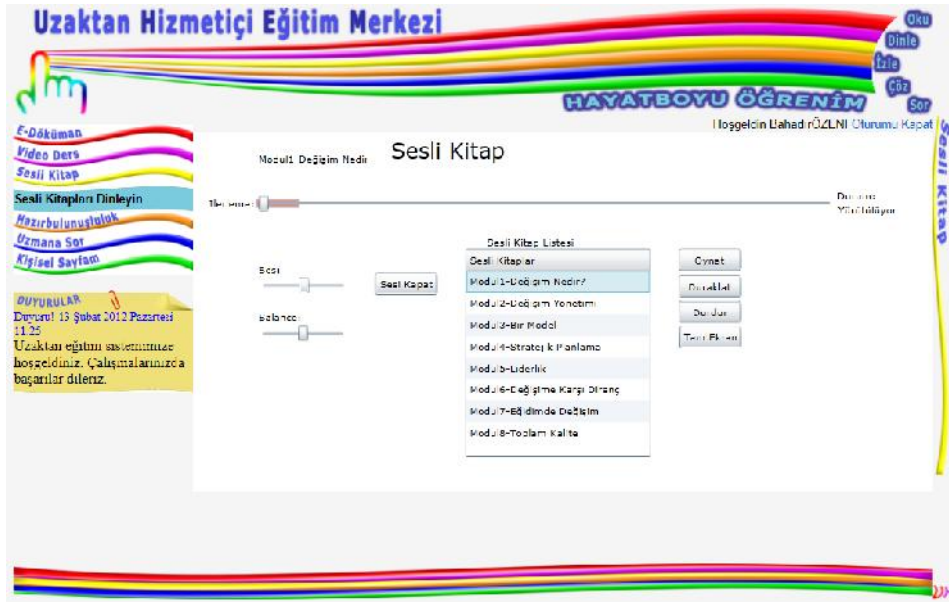 Uzaktan Hizmetiçi Eğitim Merkezi
Oku
Dinle
İzle
Çöz
Sor
HAYATBOYU ÖĞRENİM
Hoşgeldin BahadırÖZEN! Oturumu Kapat
E-Döküman
Video Ders
Sesli Kitap
Sesli Kitapları Dinleyin
Hazırbulunuşluluk
Uzmana Sor
Kişisel Sayfam
DUYURULAR
Duyuru! 13 Şubat 2012 Pazartesi
11:25
Uzaktan eğitim sistemimize
hoşgeldiniz. Çalışmalarınızda
başarılar dileriz.
Modul1 Değişim Nedir
Sesli Kitap
İlerleme:
Durumu:
Yürütülüyor
Ses:
Sesi Kapat
Balance:
Sesli Kitap Listesi
Sesli Kitaplar
Modul1-Değişim Nedir?
Modul2-Değişim Yönetimi
Modul3-Bir Model
Modul4-Stratejik Planlama
Modul5-Liderlik
Modul6-Değişime Karşı Direnç
Modul7-Eğidimde Değişim
Modul8-Toplam Kalite
Oynat
Duraklat
Durdur
Tam Ekran
Sesli Kitap